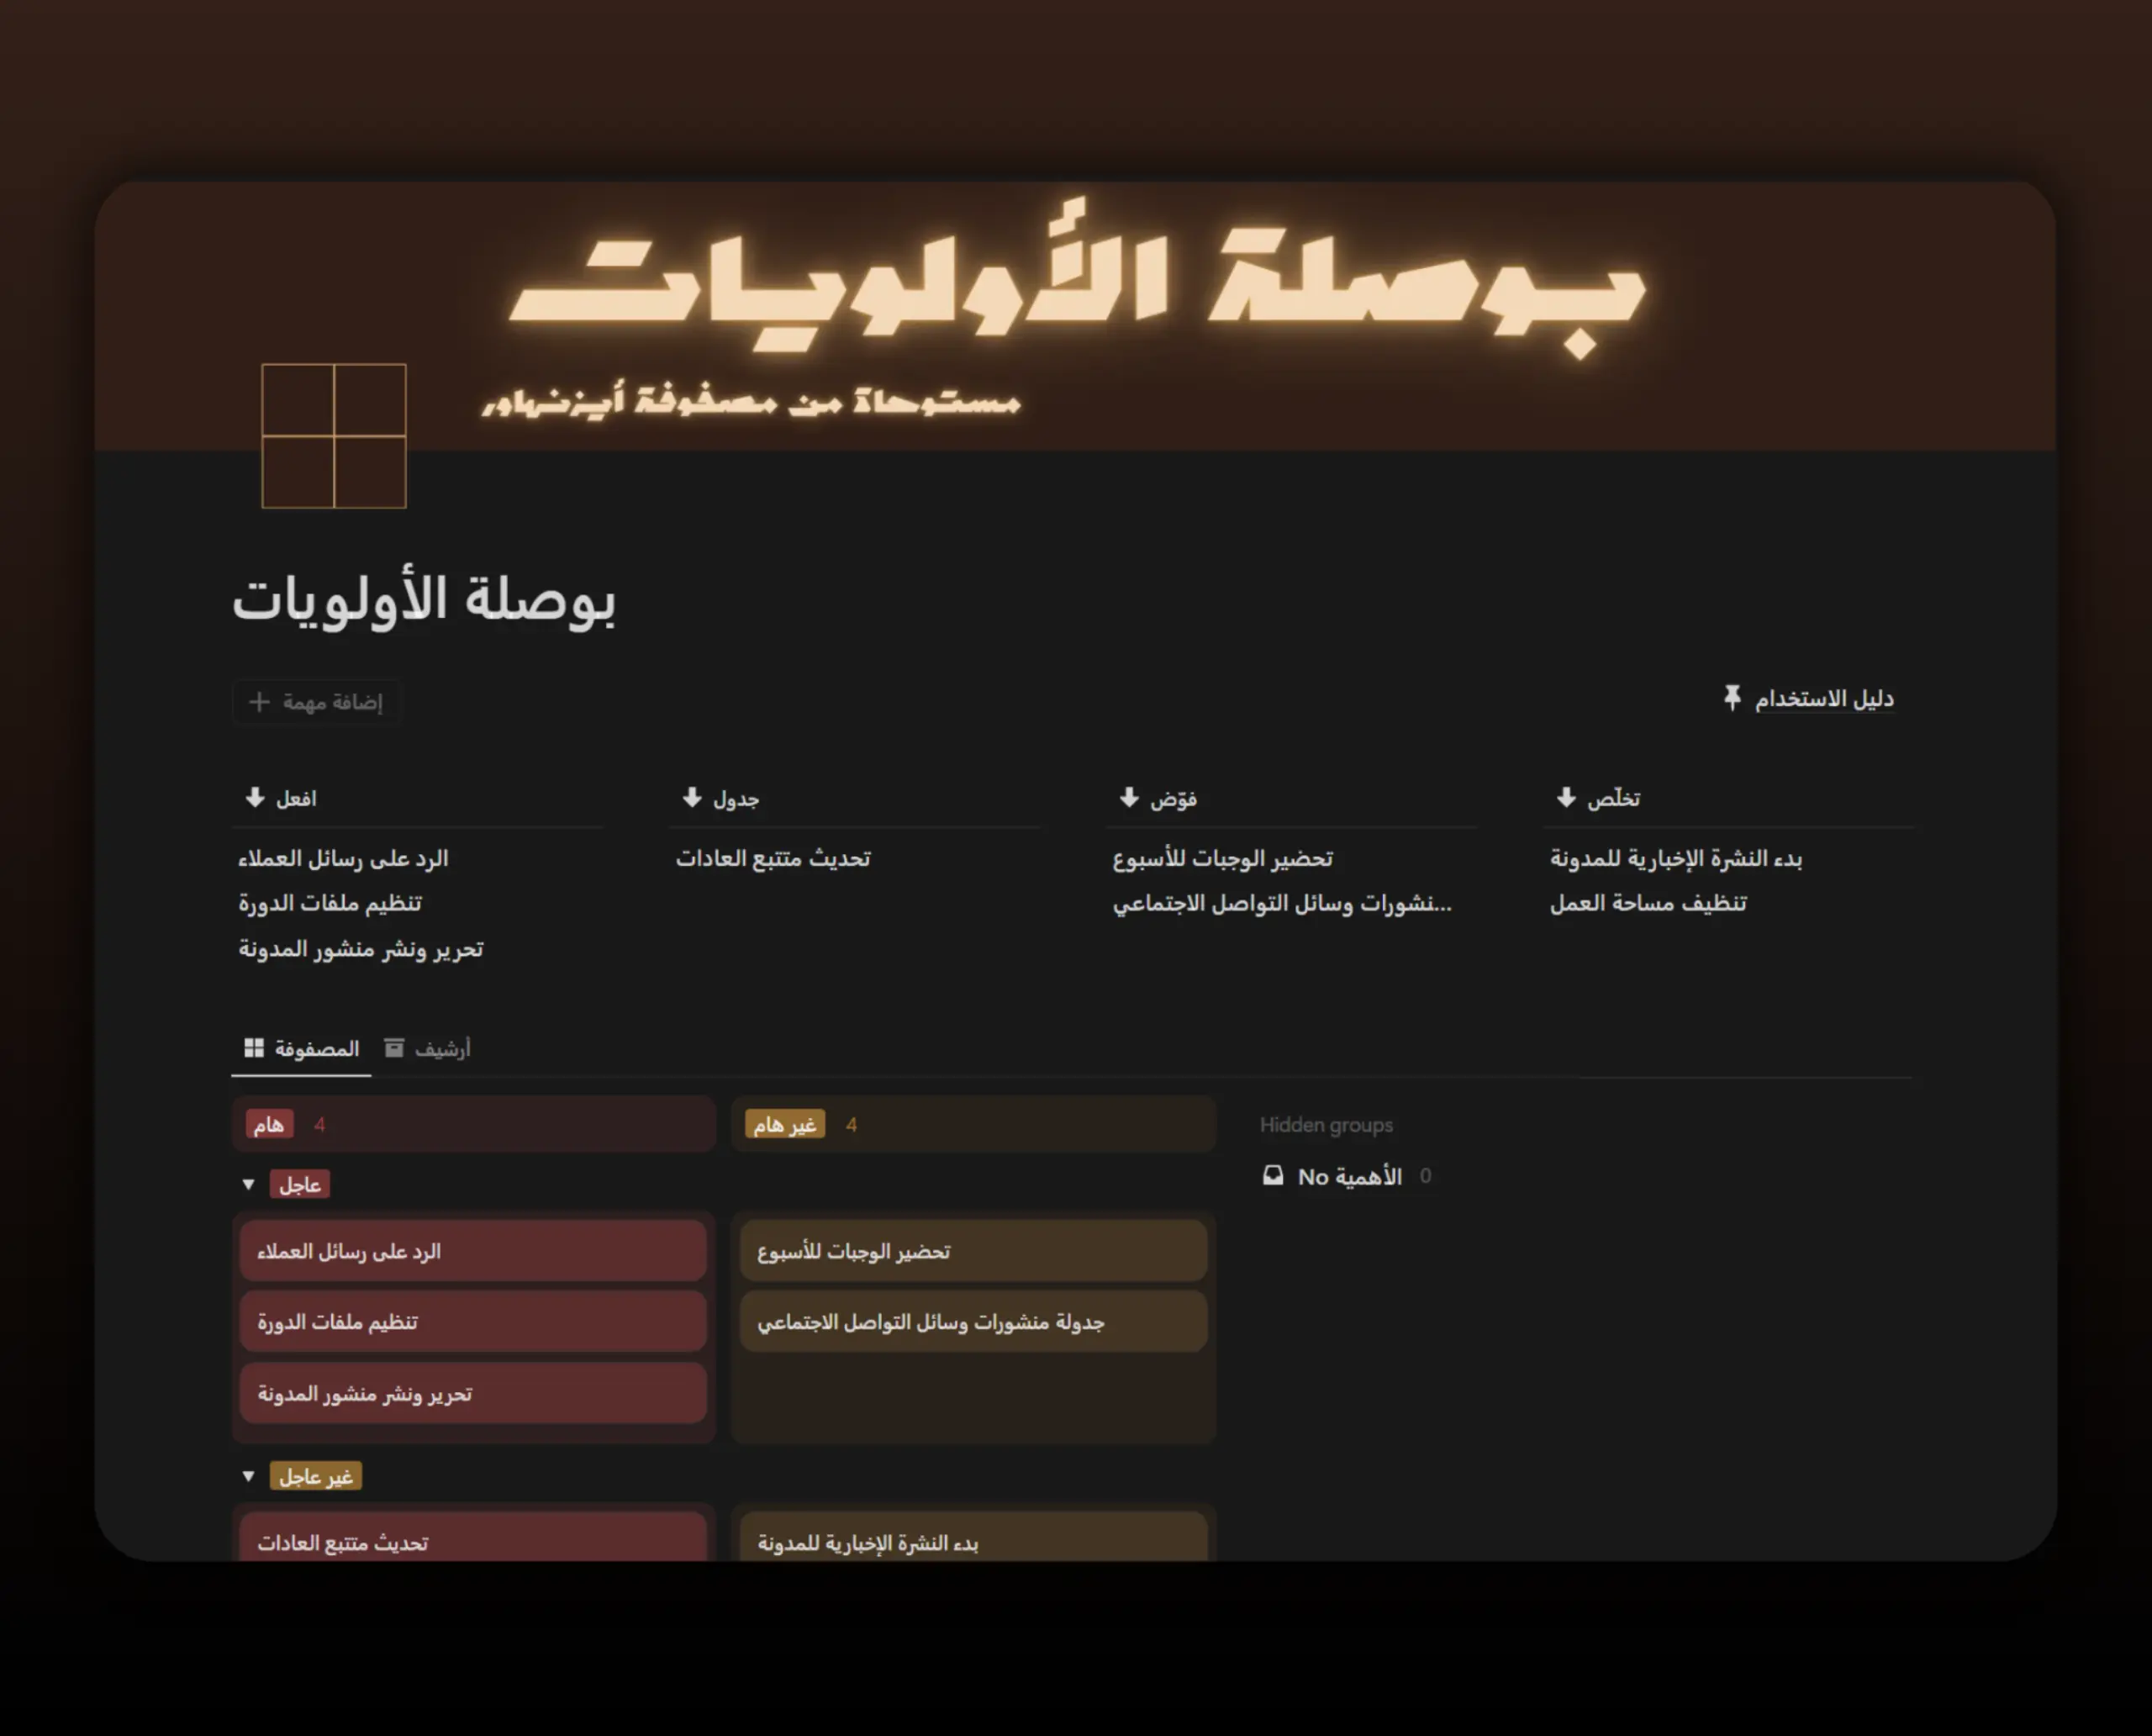 بوصلة الأولويات
مستوحاة من مصفوفة أيزنهاور
بوصلة الأولويات
إضافة مهمة
دليل الاستخدام
افعل
الرد على رسائل العملاء
تنظيم ملفات الدورة
تحرير ونشر منشور المدونة
جدول
تحديث متتبع العادات
فوّض
تحضير الوجبات للأسبوع
...نشورات وسائل التواصل الاجتماعي
تخلّص
بدء النشرة الإخبارية للمدونة
تنظيف مساحة العمل
المصفوفة
أرشيف
هام 4
غير هام 4
Hidden groups
No الأهمية 0
عاجل
الرد على رسائل العملاء
تنظيم ملفات الدورة
تحرير ونشر منشور المدونة
تحضير الوجبات للأسبوع
جدولة منشورات وسائل التواصل الاجتماعي
غير عاجل
تحديث متتبع العادات
بدء النشرة الإخبارية للمدونة